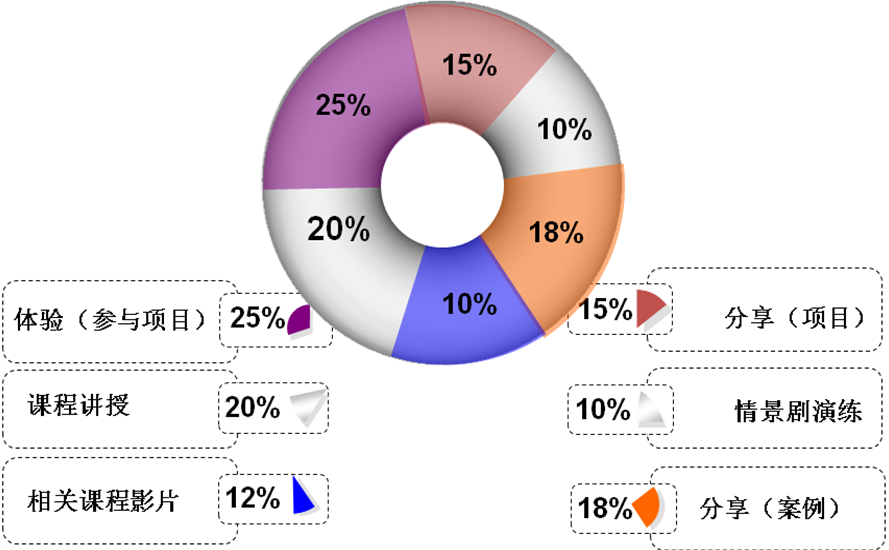 15%
25%
10%
20%
18%
10%
体验（参与项目）
25%
15%
分享（项目）
课程讲授
20%
10%
情景剧演练
相关课程影片
12%
18%
分享（案例）